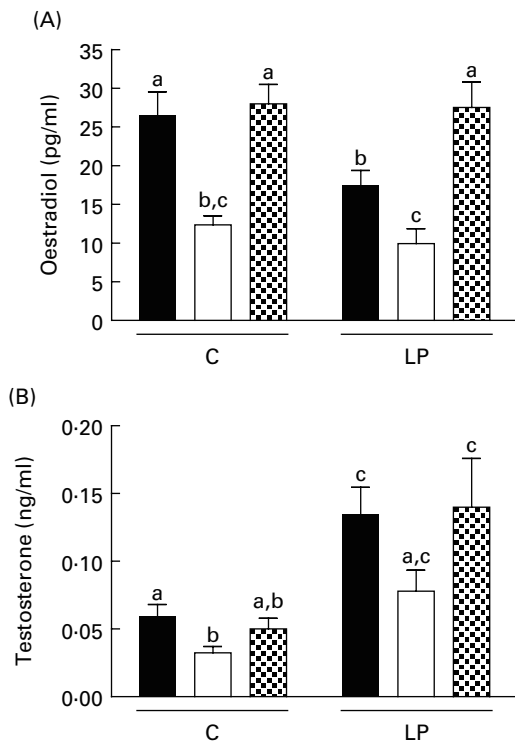 (A)
Oestradiol (pg/ml)
35
30
25
20
15
10
5
0
a
b,c
a
b
c
a
C
LP
(B)
Testosterone (ng/ml)
0·20
0·15
0·10
0·05
0·00
a
b
a,b
c
a,c
c
C
LP